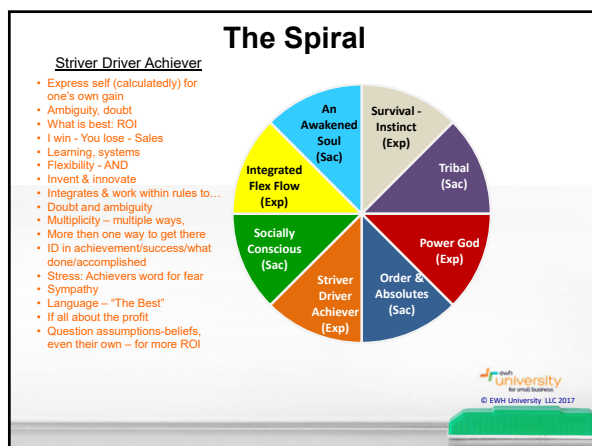 The Spiral
Striver Driver Achiever
• Express self (calculatedly) for
one's own gain
• Ambiguity, doubt
• What is best: ROI
• I win - You lose - Sales
• Learning, systems
• Flexibility - AND
• Invent & innovate
• Integrates & work within rules to…
• Doubt and ambiguity
• Multiplicity – multiple ways,
• More then one way to get there
• ID in achievement/success/what
done/accomplished
• Stress: Achievers word for fear
• Sympathy
• Language – “The Best”
• If all about the profit
• Question assumptions-beliefs,
even their own – for more ROI
An
Awakened
Soul
(Sac)
Survival -
Instinct
(Exp)
Tribal
(Sac)
Power God
(Exp)
Order &
Absolutes
(Sac)
Striver
Driver
Achiever
(Exp)
Socially
Conscious
(Sac)
Integrated
Flex Flow
(Exp)
ewh
university
for small business
© EWH University LLC 2017